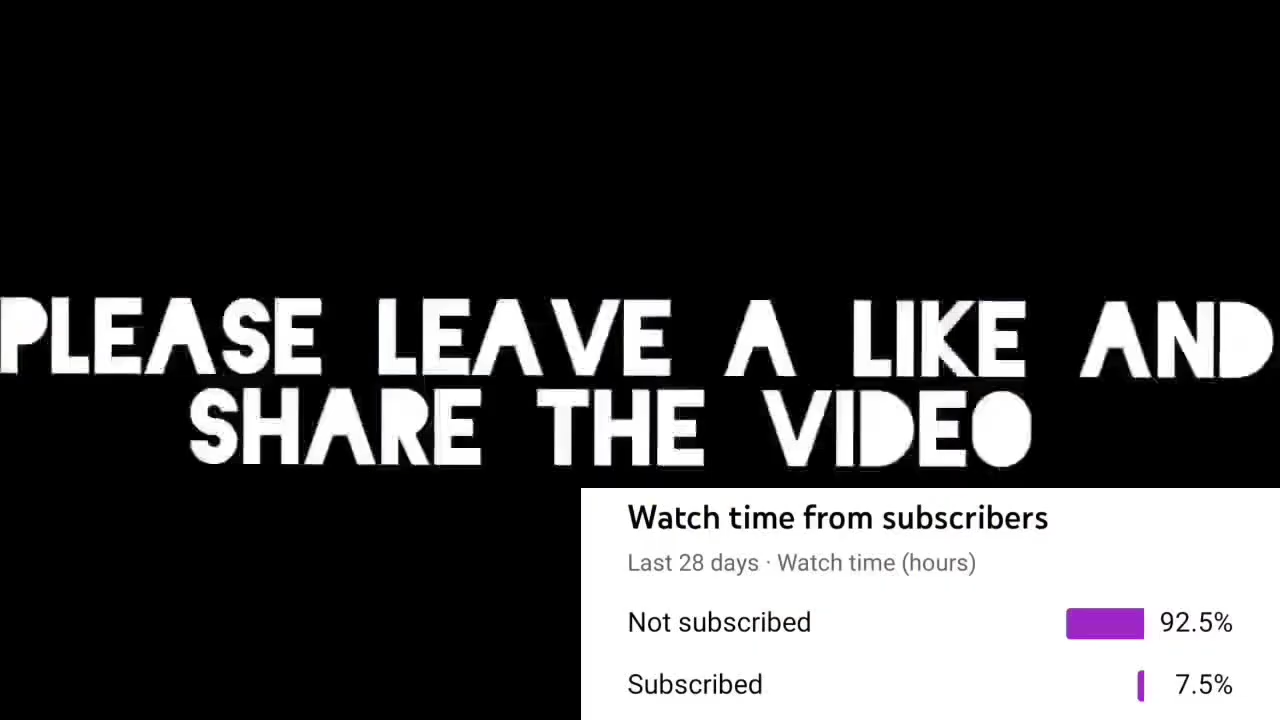 PLEASE LEAVE A LIKE AND
SHARE THE VIDEO
Watch time from subscribers
Last 28 days · Watch time (hours)
Not subscribed 92.5%
Subscribed 7.5%